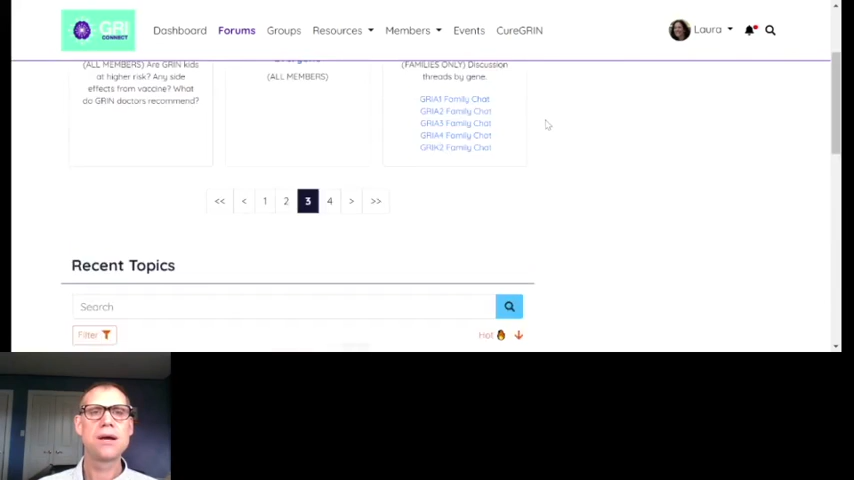 GRI
CONNECT
Dashboard
Forums
Groups
Resources
Members
Events
CureGRIN
Laura
(ALL MEMBERS) Are GRIN kids
at higher risk? Any side
effects from vaccine? What
do GRIN doctors recommend?
(ALL MEMBERS)
(FAMILIES ONLY) Discussion
threads by gene.
GRIA1 Family Chat
GRIA2 Family Chat
GRIA3 Family Chat
GRIA4 Family Chat
GRIK2 Family Chat
<< < 1 2 3 4 > >>
Recent Topics
Search
Filter
Hot